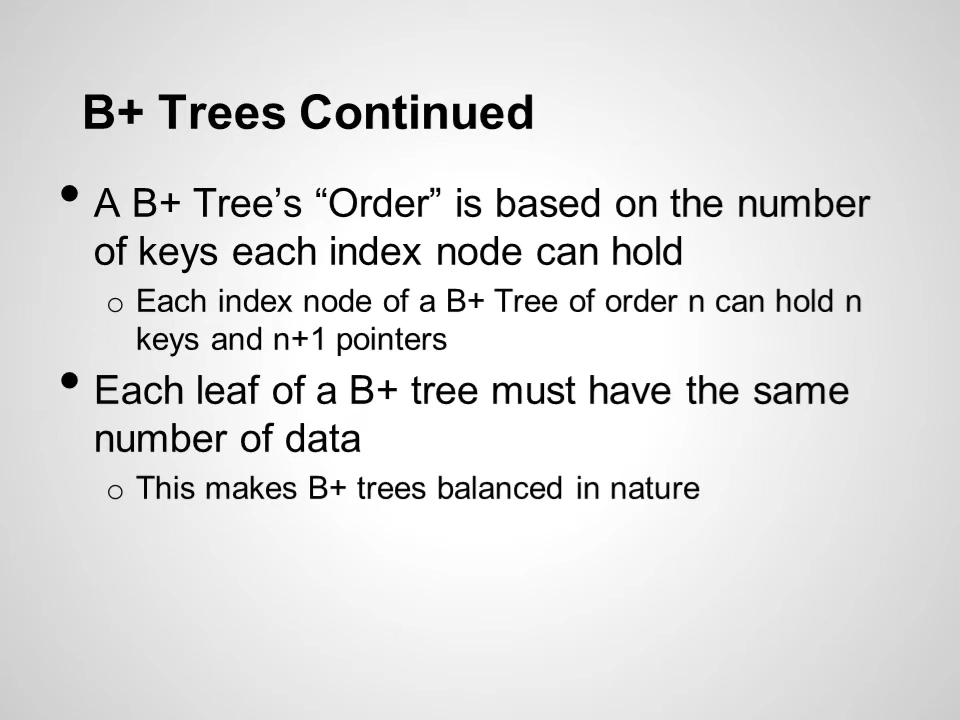 B+ Trees Continued
• A B+ Tree’s “Order” is based on the number
of keys each index node can hold
o Each index node of a B+ Tree of order n can hold n
keys and n+1 pointers
• Each leaf of a B+ tree must have the same
number of data
o This makes B+ trees balanced in nature